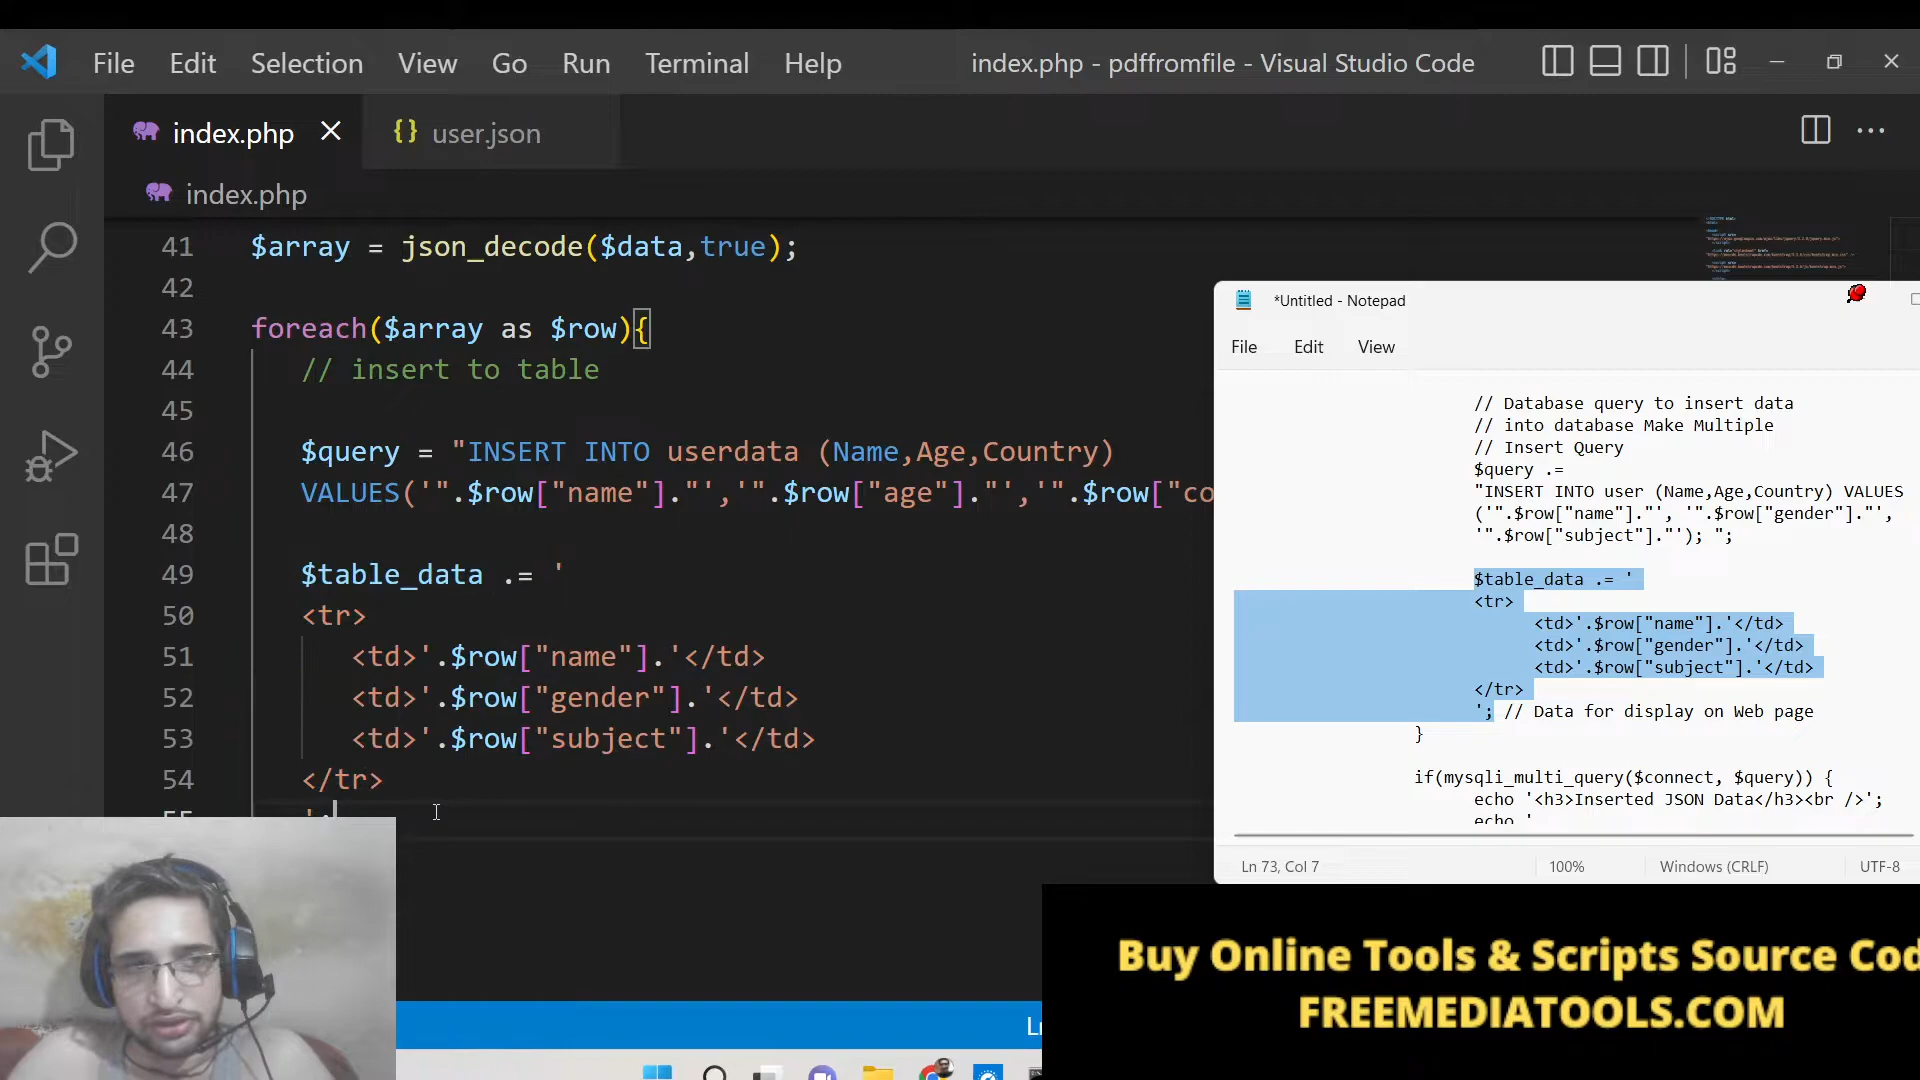 File Edit Selection View Go Run Terminal Help
index.php - pdffromfile - Visual Studio Code
index.php
{} user.json
index.php
41 $array = json_decode($data,true);
42
43 foreach($array as $row){
44 // insert to table
45
46 $query = "INSERT INTO userdata (Name,Age,Country)
47 VALUES('".$row["name"]."','".$row["age"]."','".$row["co
48
49 $table_data .= '
50 <tr>
51 <td>'.$row["name"].'</td>
52 <td>'.$row["gender"].'</td>
53 <td>'.$row["subject"].'</td>
54 </tr>
55 ';
*Untitled - Notepad
File Edit View
// Database query to insert data
// into database Make Multiple
// Insert Query
$query .=
"INSERT INTO user (Name,Age,Country) VALUES
('".$row["name"]."', '".$row["gender"]."',
'".$row["subject"]."'); ";
$table_data .= '
<tr>
<td>'.$row["name"].'</td>
<td>'.$row["gender"].'</td>
<td>'.$row["subject"].'</td>
</tr>
'; // Data for display on Web page
}
if(mysqli_multi_query($connect, $query)) {
echo '<h3>Inserted JSON Data</h3><br />';
echo '
Ln 73, Col 7 100% Windows (CRLF) UTF-8
Buy Online Tools & Scripts Source Cod
FREEMEDIATOOLS.COM